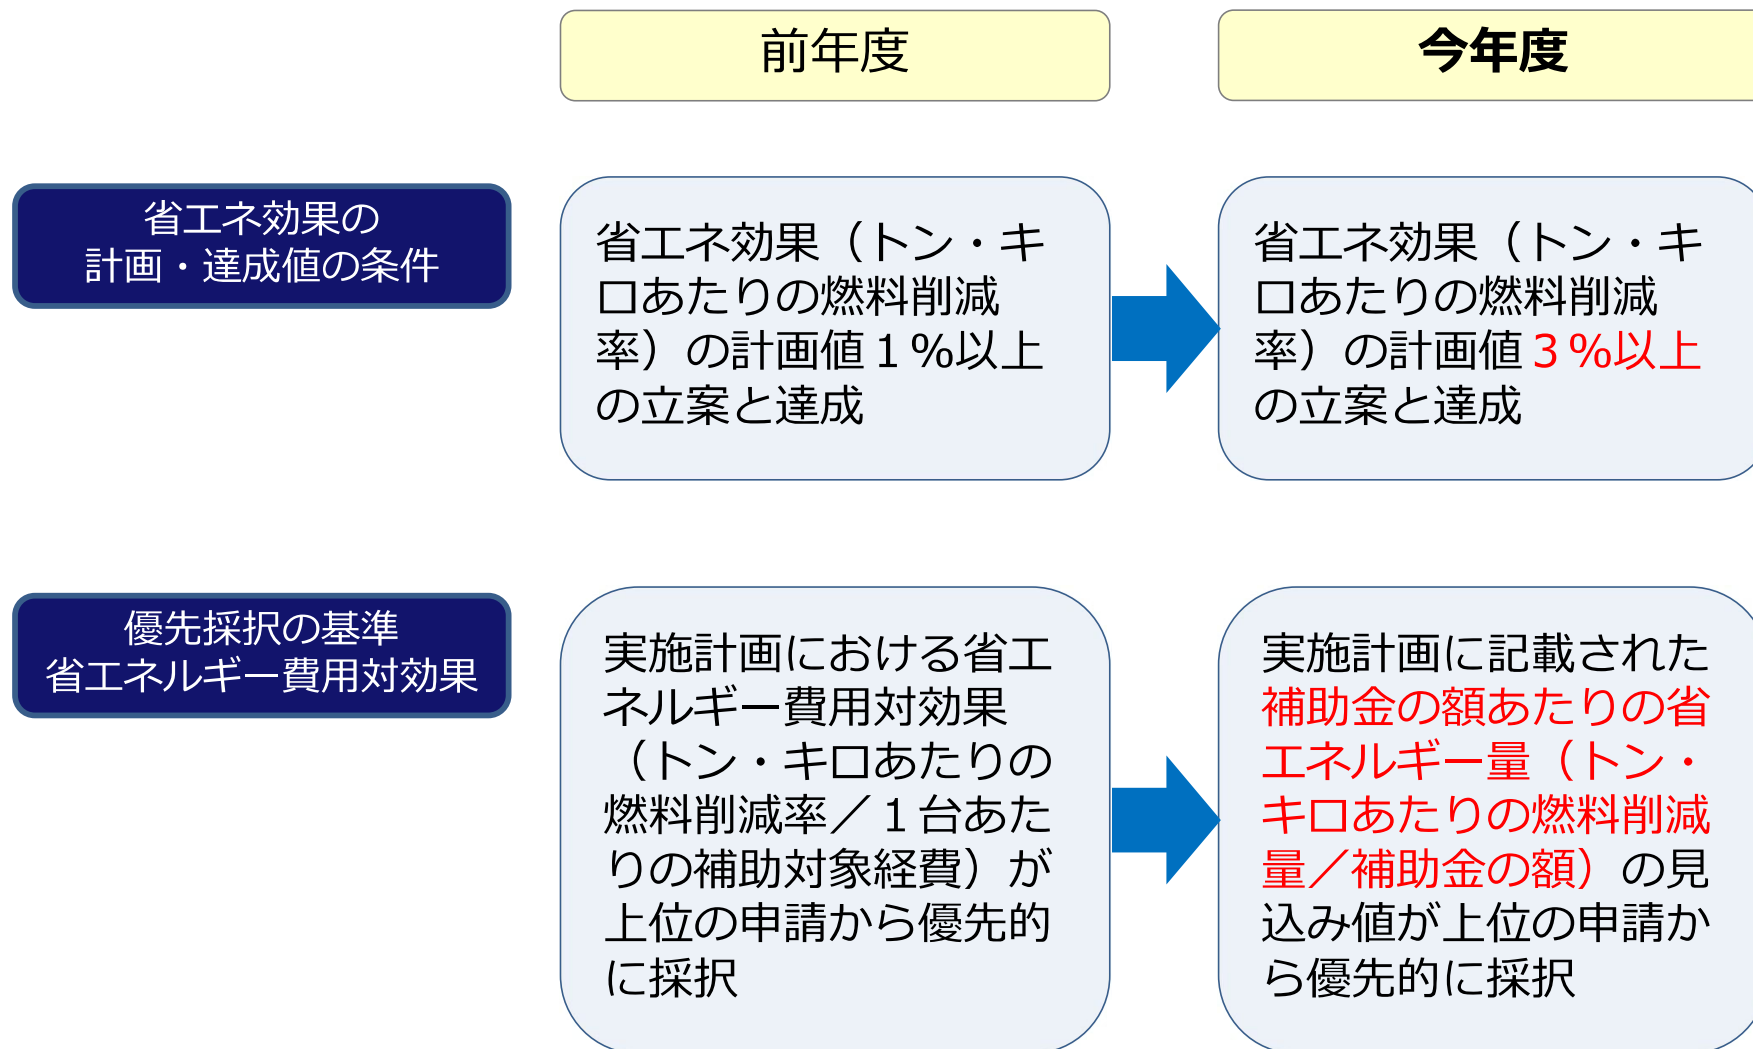 前年度
今年度
省エネ効果の
計画・達成値の条件
省エネ効果（トン・キ
ロあたりの燃料削減
率）の計画値１％以上
の立案と達成
省エネ効果（トン・キ
ロあたりの燃料削減
率）の計画値３％以上
の立案と達成
優先採択の基準
省エネルギー費用対効果
実施計画における省エ
ネルギー費用対効果
（トン・キロあたりの
燃料削減率／１台あた
りの補助対象経費）が
上位の申請から優先的
に採択
実施計画に記載された
補助金の額あたりの省
エネルギー量（トン・
キロあたりの燃料削減
量／補助金の額）の見
込み値が上位の申請か
ら優先的に採択